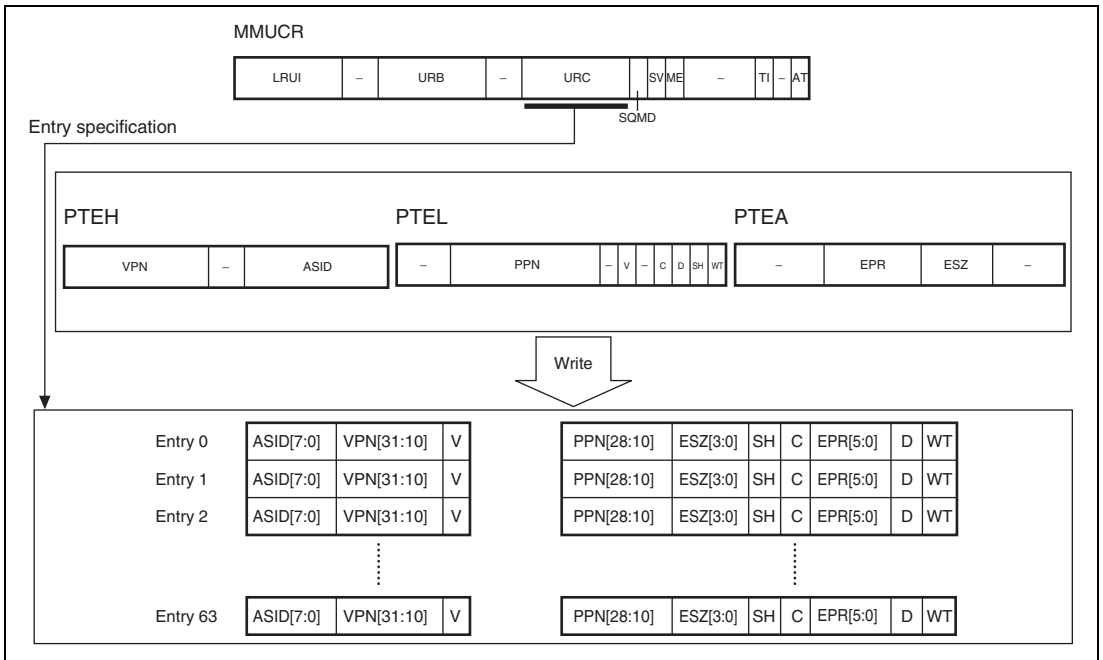 MMUCR
LRUI – URB – URC SV ME – TI – AT
SQMD
Entry specification
PTEH PTEL PTEA
VPN – ASID – PPN – V – C D SH WT – EPR ESZ –
Write
Entry 0 ASID[7:0] VPN[31:10] V PPN[28:10] ESZ[3:0] SH C EPR[5:0] D WT
Entry 1 ASID[7:0] VPN[31:10] V PPN[28:10] ESZ[3:0] SH C EPR[5:0] D WT
Entry 2 ASID[7:0] VPN[31:10] V PPN[28:10] ESZ[3:0] SH C EPR[5:0] D WT
Entry 63 ASID[7:0] VPN[31:10] V PPN[28:10] ESZ[3:0] SH C EPR[5:0] D WT